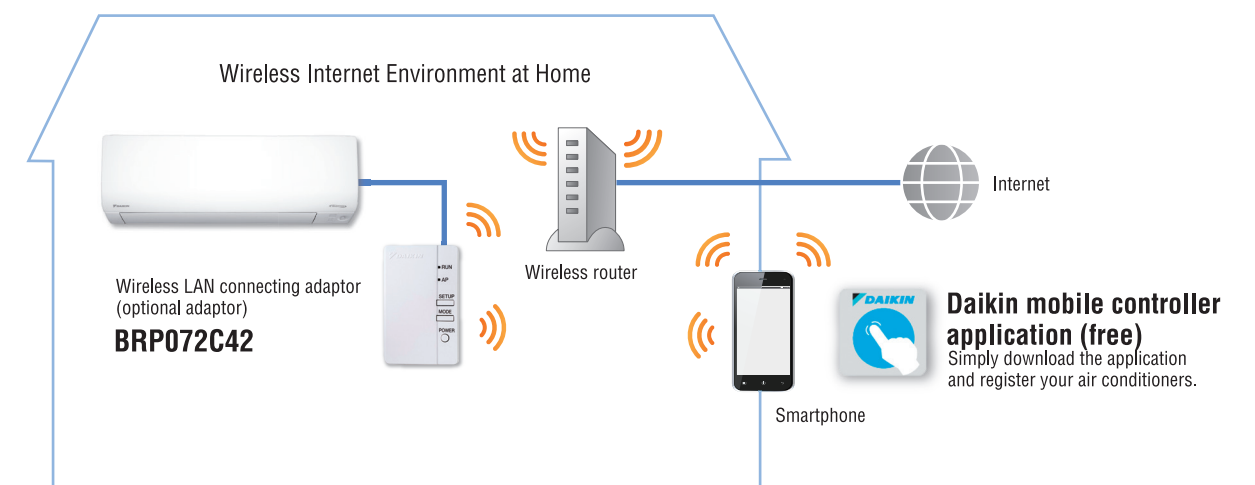 Wireless Internet Environment at Home
DAIKIN
Wireless LAN connecting adaptor
(optional adaptor)
BRP072C42
RUN
AP
SETUP
MODE
POWER
Wireless router
Internet
Smartphone
DAIKIN
Daikin mobile controller
application (free)
Simply download the application
and register your air conditioners.